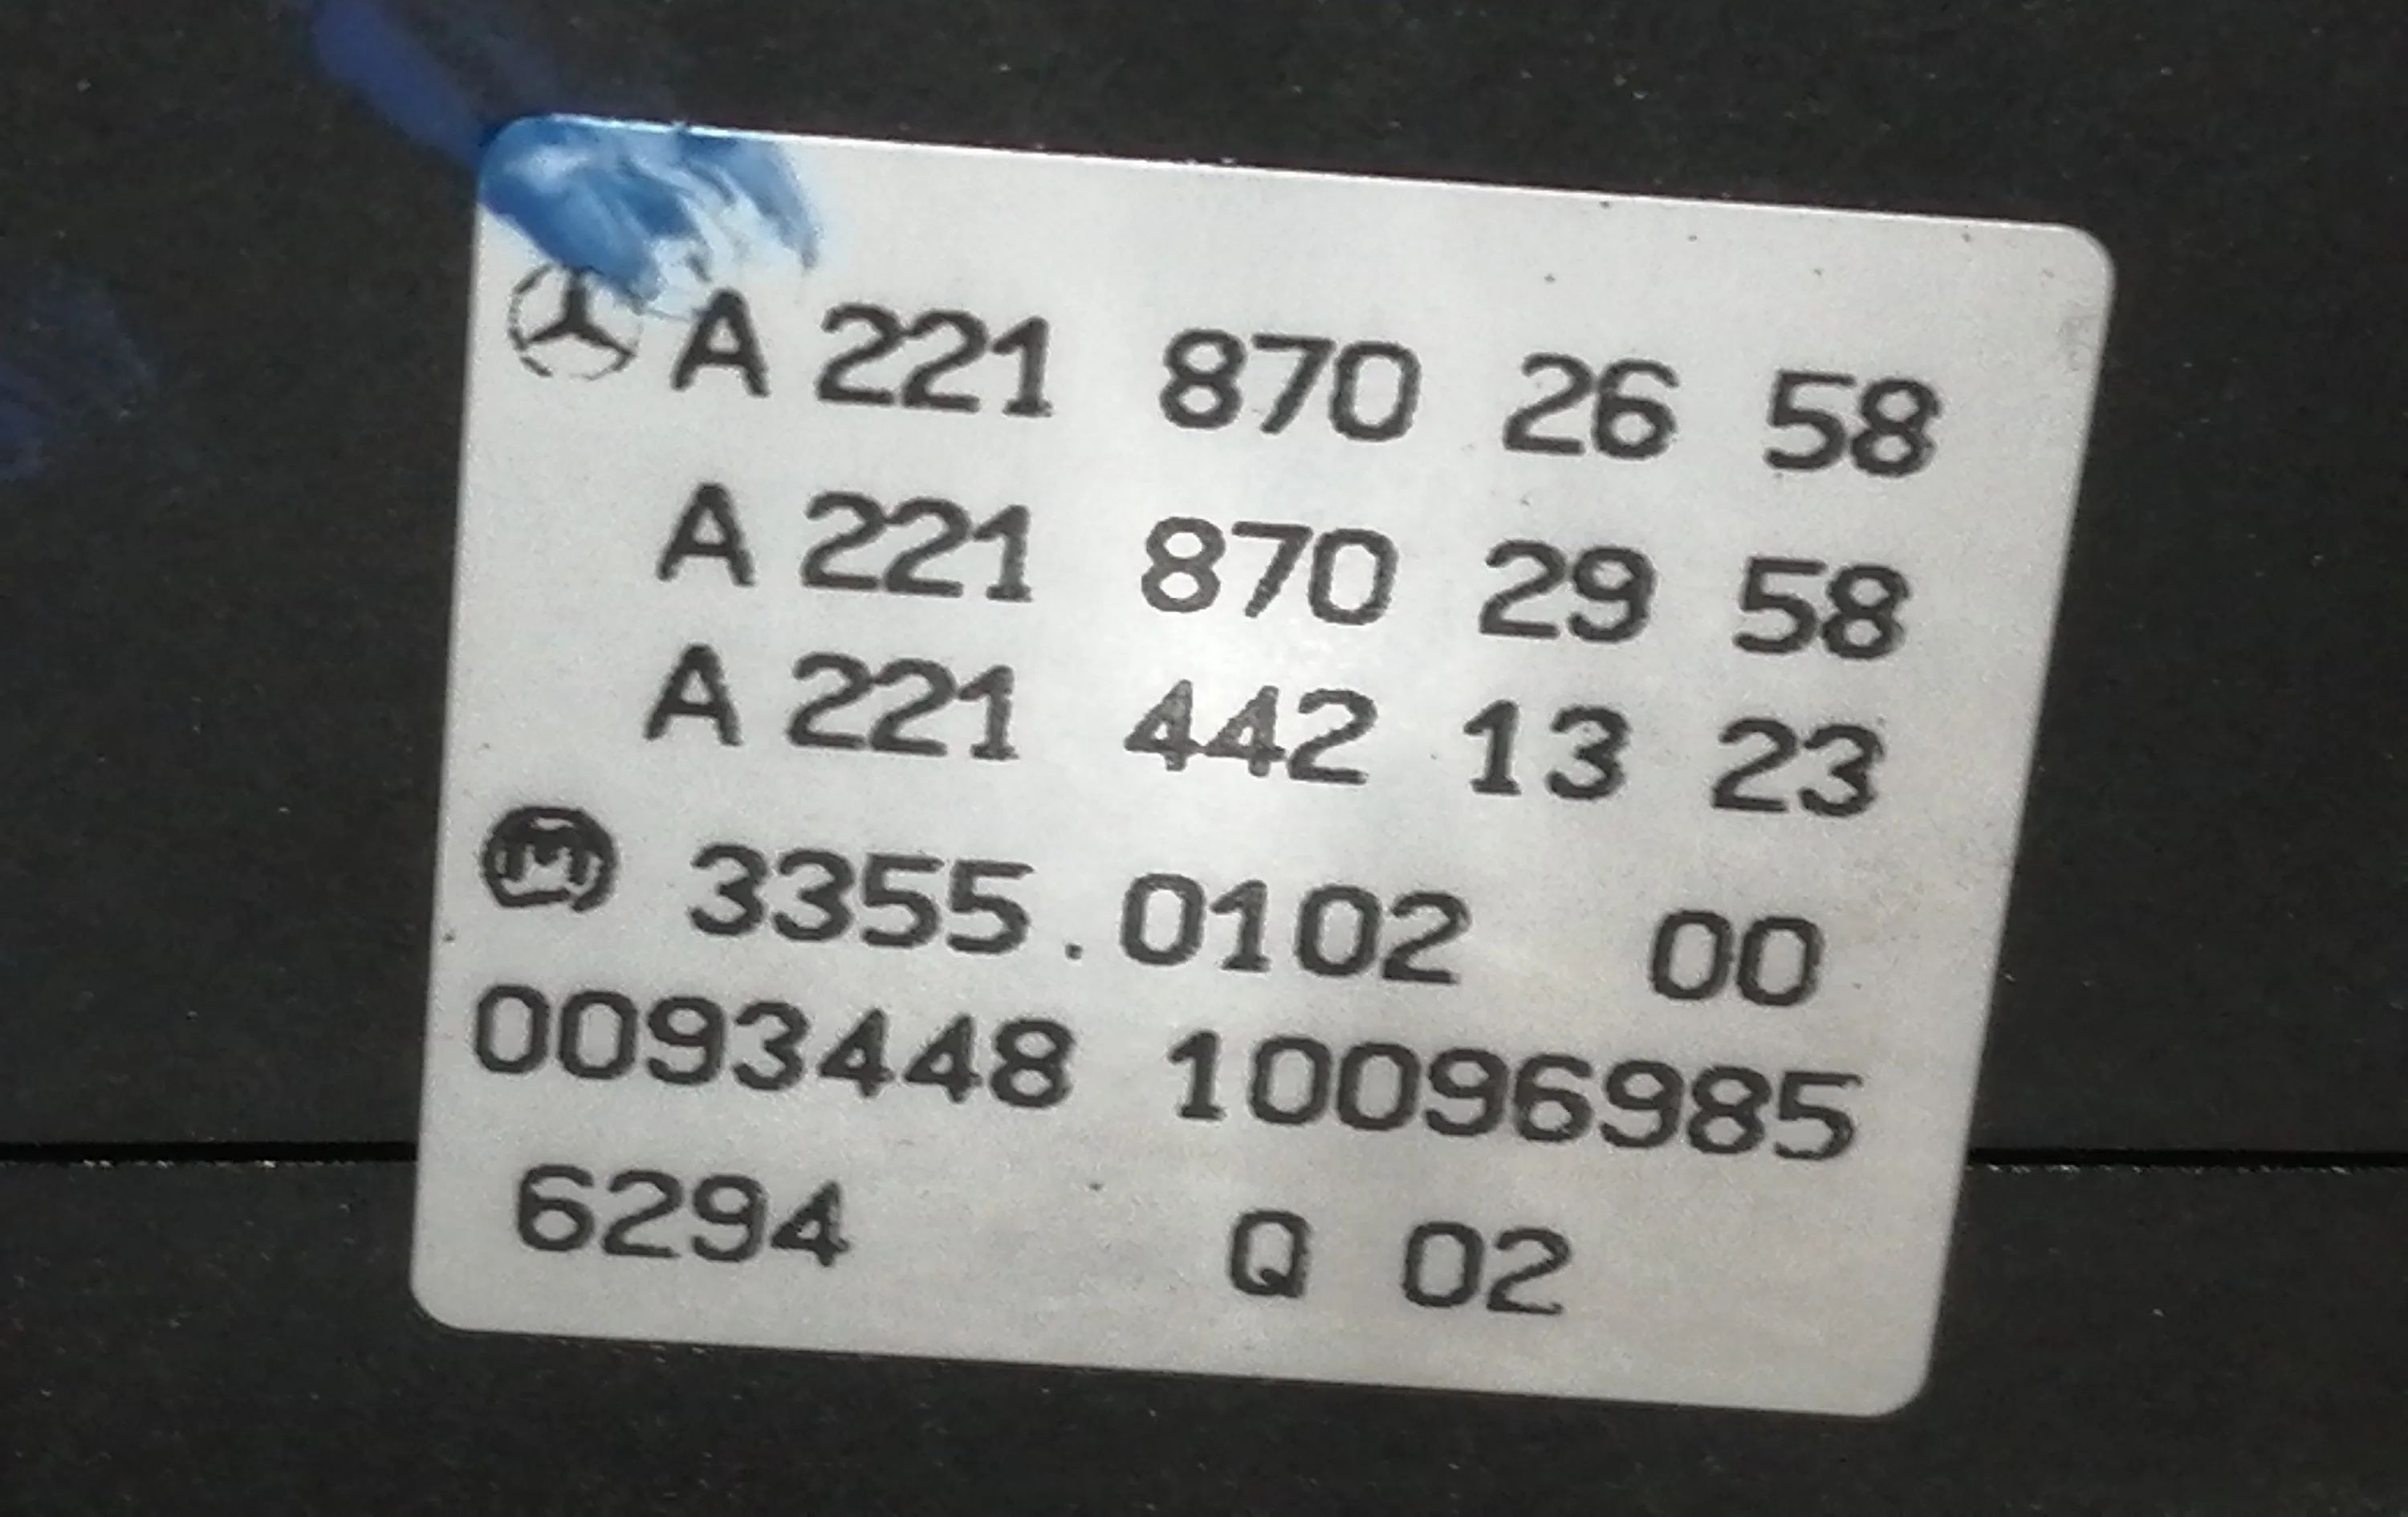 A 221 870 26 58
A 221 870 29 58
A 221 442 13 23
M 3355.0102 00
0093448 10096985
6294 Q 02